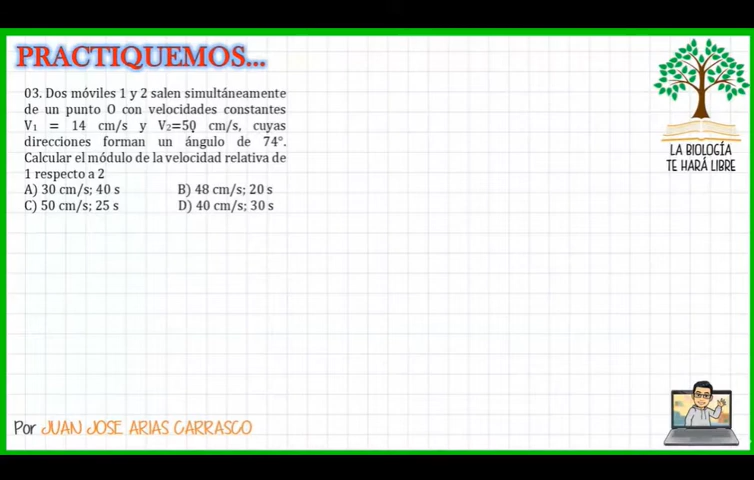 PRACTIQUEMOS...
03. Dos móviles 1 y 2 salen simultáneamente
de un punto O con velocidades constantes
V₁ = 14 cm/s y V₂=50 cm/s, cuyas
direcciones forman un ángulo de 74°.
Calcular el módulo de la velocidad relativa de
1 respecto a 2
A) 30 cm/s; 40 s B) 48 cm/s; 20 s
C) 50 cm/s; 25 s D) 40 cm/s; 30 s
LA BIOLOGÍA
TE HARÁ LIBRE
Por JUAN JOSE ARIAS CARRASCO